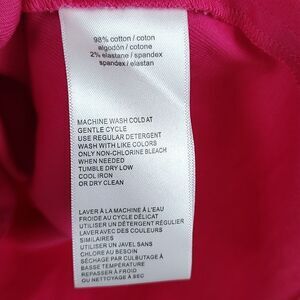 98% cotton / coton
algodón / cotone
2% elastane / spandex
spandex / elastan
MACHINE WASH COLD AT
GENTLE CYCLE
USE REGULAR DETERGENT
WASH WITH LIKE COLORS
ONLY NON-CHLORINE BLEACH
WHEN NEEDED
TUMBLE DRY LOW
COOL IRON
OR DRY CLEAN
LAVER À LA MACHINE À L'EAU
FROIDE AU CYCLE DÉLICAT
UTILISER UN DÉTERGENT RÉGULIER
LAVER AVEC DES COULEURS
SIMILAIRES
UTILISER UN JAVEL SANS
CHLORE AU BESOIN
SÉCHAGE PAR CULBUTAGE À
BASSE TEMPÉRATURE
REPASSER À FROID
OU NETTOYAGE À SEC